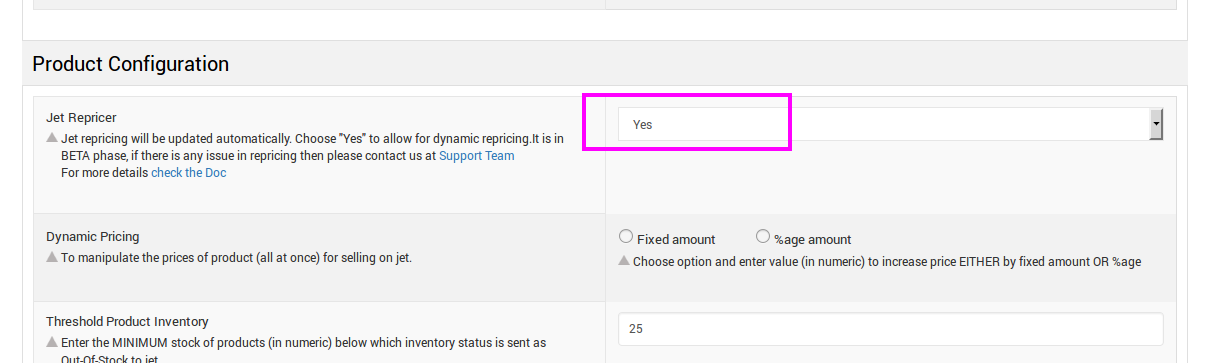 Product Configuration
Jet Repricer
Jet repricing will be updated automatically. Choose "Yes" to allow for dynamic repricing.It is in
BETA phase, if there is any issue in repricing then please contact us at Support Team
For more details check the Doc
Yes
Dynamic Pricing
To manipulate the prices of product (all at once) for selling on jet.
Fixed amount %age amount
Choose option and enter value (in numeric) to increase price EITHER by fixed amount OR %age
Threshold Product Inventory
Enter the MINIMUM stock of products (in numeric) below which inventory status is sent as
Out-Of-Stock to jet
25